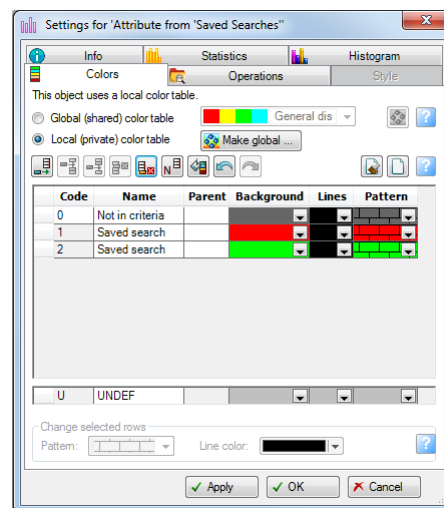 Settings for 'Attribute from 'Saved Searches''
Info Statistics Histogram
Colors Operations Style
This object uses a local color table.
Global (shared) color table General dis ?
Local (private) color table Make global ...
N ?
Code Name Parent Background Lines Pattern
0 Not in criteria
1 Saved search
2 Saved search
U UNDEF
Change selected rows
Pattern: Line color: ?
Apply OK Cancel